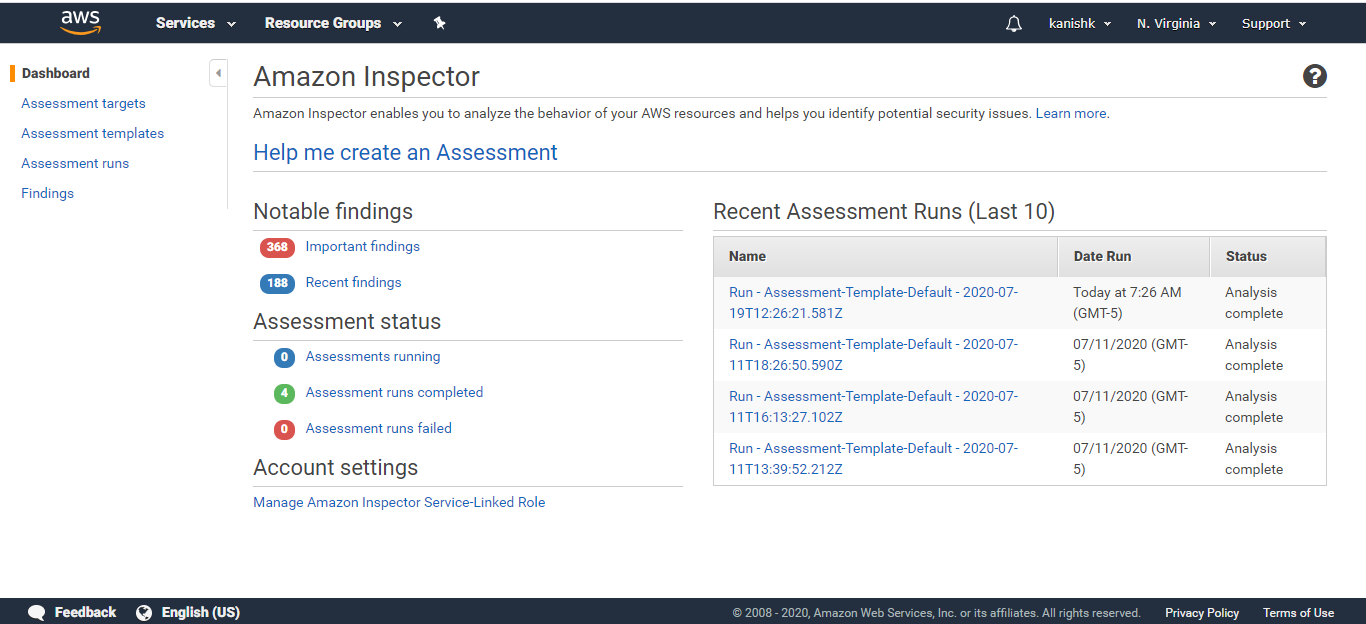 aws Services Resource Groups kanishk N. Virginia Support
Dashboard
Assessment targets
Assessment templates
Assessment runs
Findings
Amazon Inspector ?
Amazon Inspector enables you to analyze the behavior of your AWS resources and helps you identify potential security issues. Learn more.
Help me create an Assessment
Notable findings
368 Important findings
188 Recent findings
Assessment status
0 Assessments running
4 Assessment runs completed
0 Assessment runs failed
Account settings
Manage Amazon Inspector Service-Linked Role
Recent Assessment Runs (Last 10)
Name Date Run Status
Run - Assessment-Template-Default - 2020-07- Today at 7:26 AM Analysis
19T12:26:21.581Z (GMT-5) complete
Run - Assessment-Template-Default - 2020-07- 07/11/2020 (GMT- Analysis
11T18:26:50.590Z 5) complete
Run - Assessment-Template-Default - 2020-07- 07/11/2020 (GMT- Analysis
11T16:13:27.102Z 5) complete
Run - Assessment-Template-Default - 2020-07- 07/11/2020 (GMT- Analysis
11T13:39:52.212Z 5) complete
Feedback English (US) © 2008 - 2020, Amazon Web Services, Inc. or its affiliates. All rights reserved. Privacy Policy Terms of Use